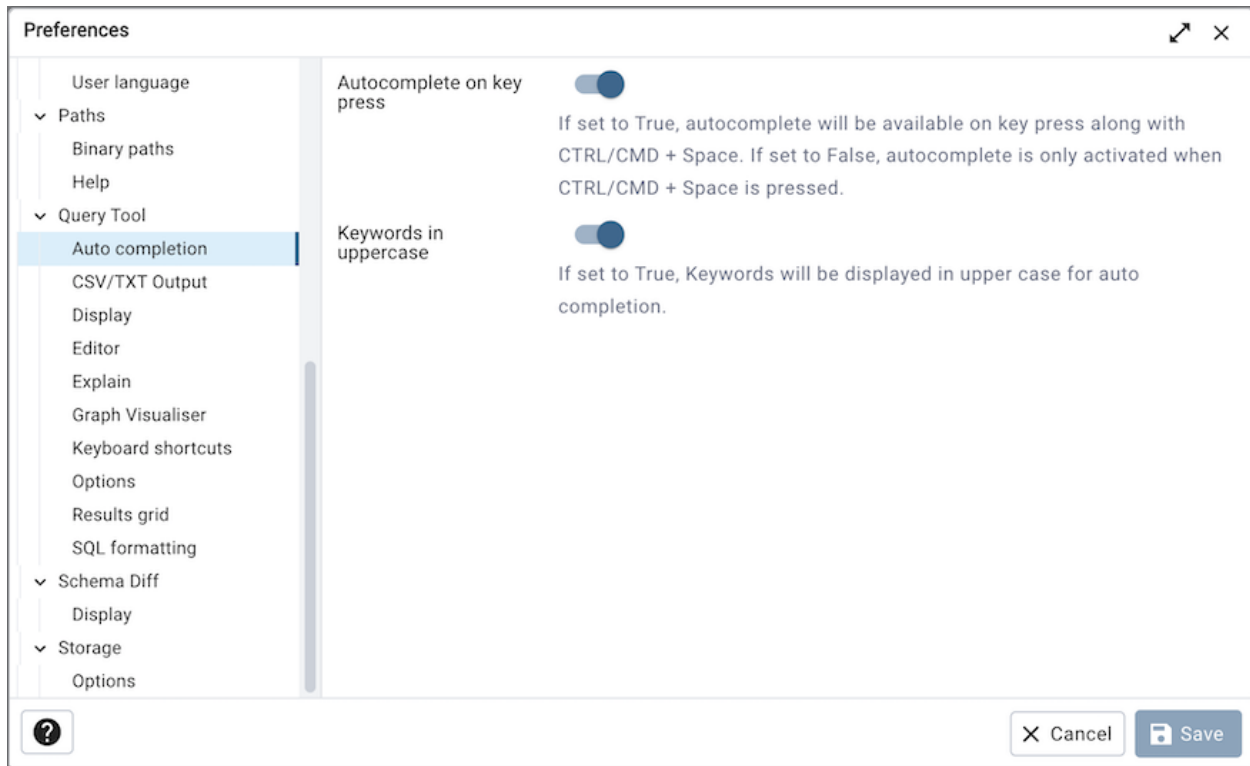 Preferences
User language
Paths
Binary paths
Help
Query Tool
Auto completion
CSV/TXT Output
Display
Editor
Explain
Graph Visualiser
Keyboard shortcuts
Options
Results grid
SQL formatting
Schema Diff
Display
Storage
Options
Autocomplete on key
press
If set to True, autocomplete will be available on key press along with
CTRL/CMD + Space. If set to False, autocomplete is only activated when
CTRL/CMD + Space is pressed.
Keywords in
uppercase
If set to True, Keywords will be displayed in upper case for auto
completion.
?
Cancel
Save